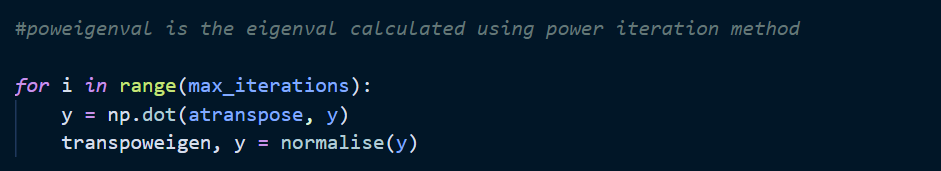 #poweigenval is the eigenval calculated using power iteration method
for i in range(max_iterations):
    y = np.dot(atranspose, y)
    transpoweigen, y = normalise(y)